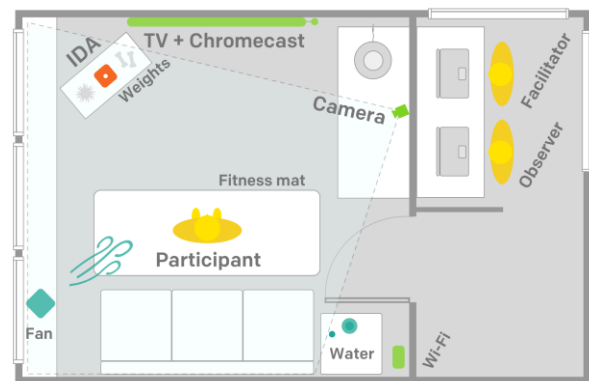 IDA
Weights
TV + Chromecast
Camera
Facilitator
Observer
Fitness mat
Participant
Fan
Water
Wi-Fi